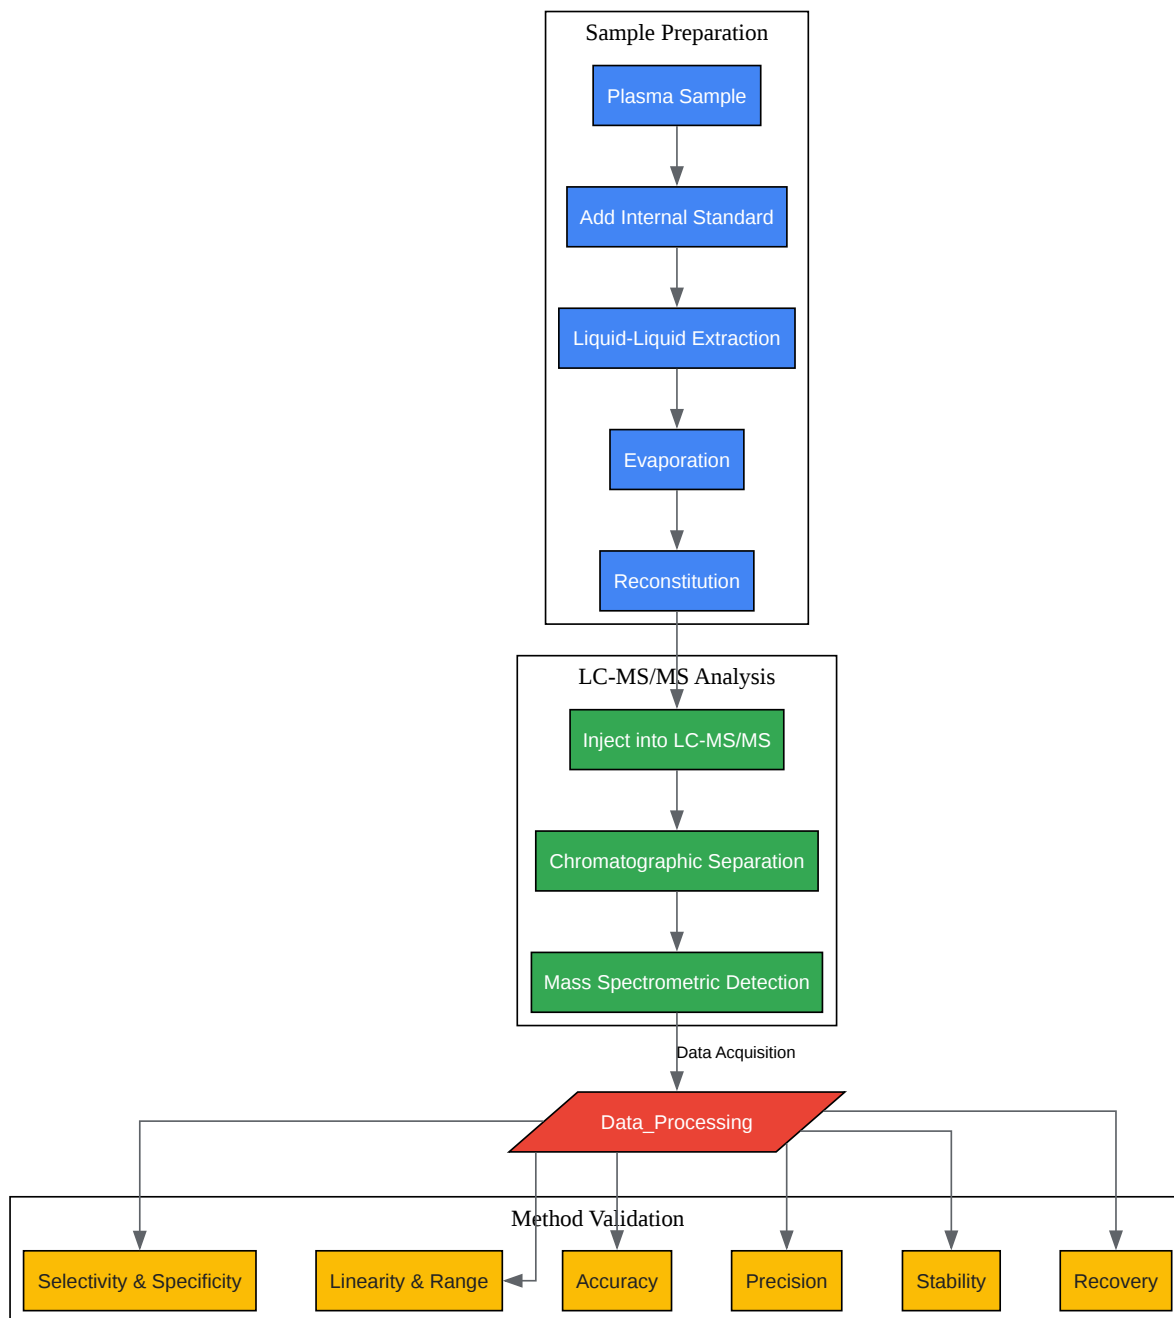 Sample Preparation
Plasma Sample
Add Internal Standard
Liquid-Liquid Extraction
Evaporation
Reconstitution
LC-MS/MS Analysis
Inject into LC-MS/MS
Chromatographic Separation
Mass Spectrometric Detection
Data Acquisition
Data_Processing
Method Validation
Selectivity & Specificity
Linearity & Range
Accuracy
Precision
Stability
Recovery